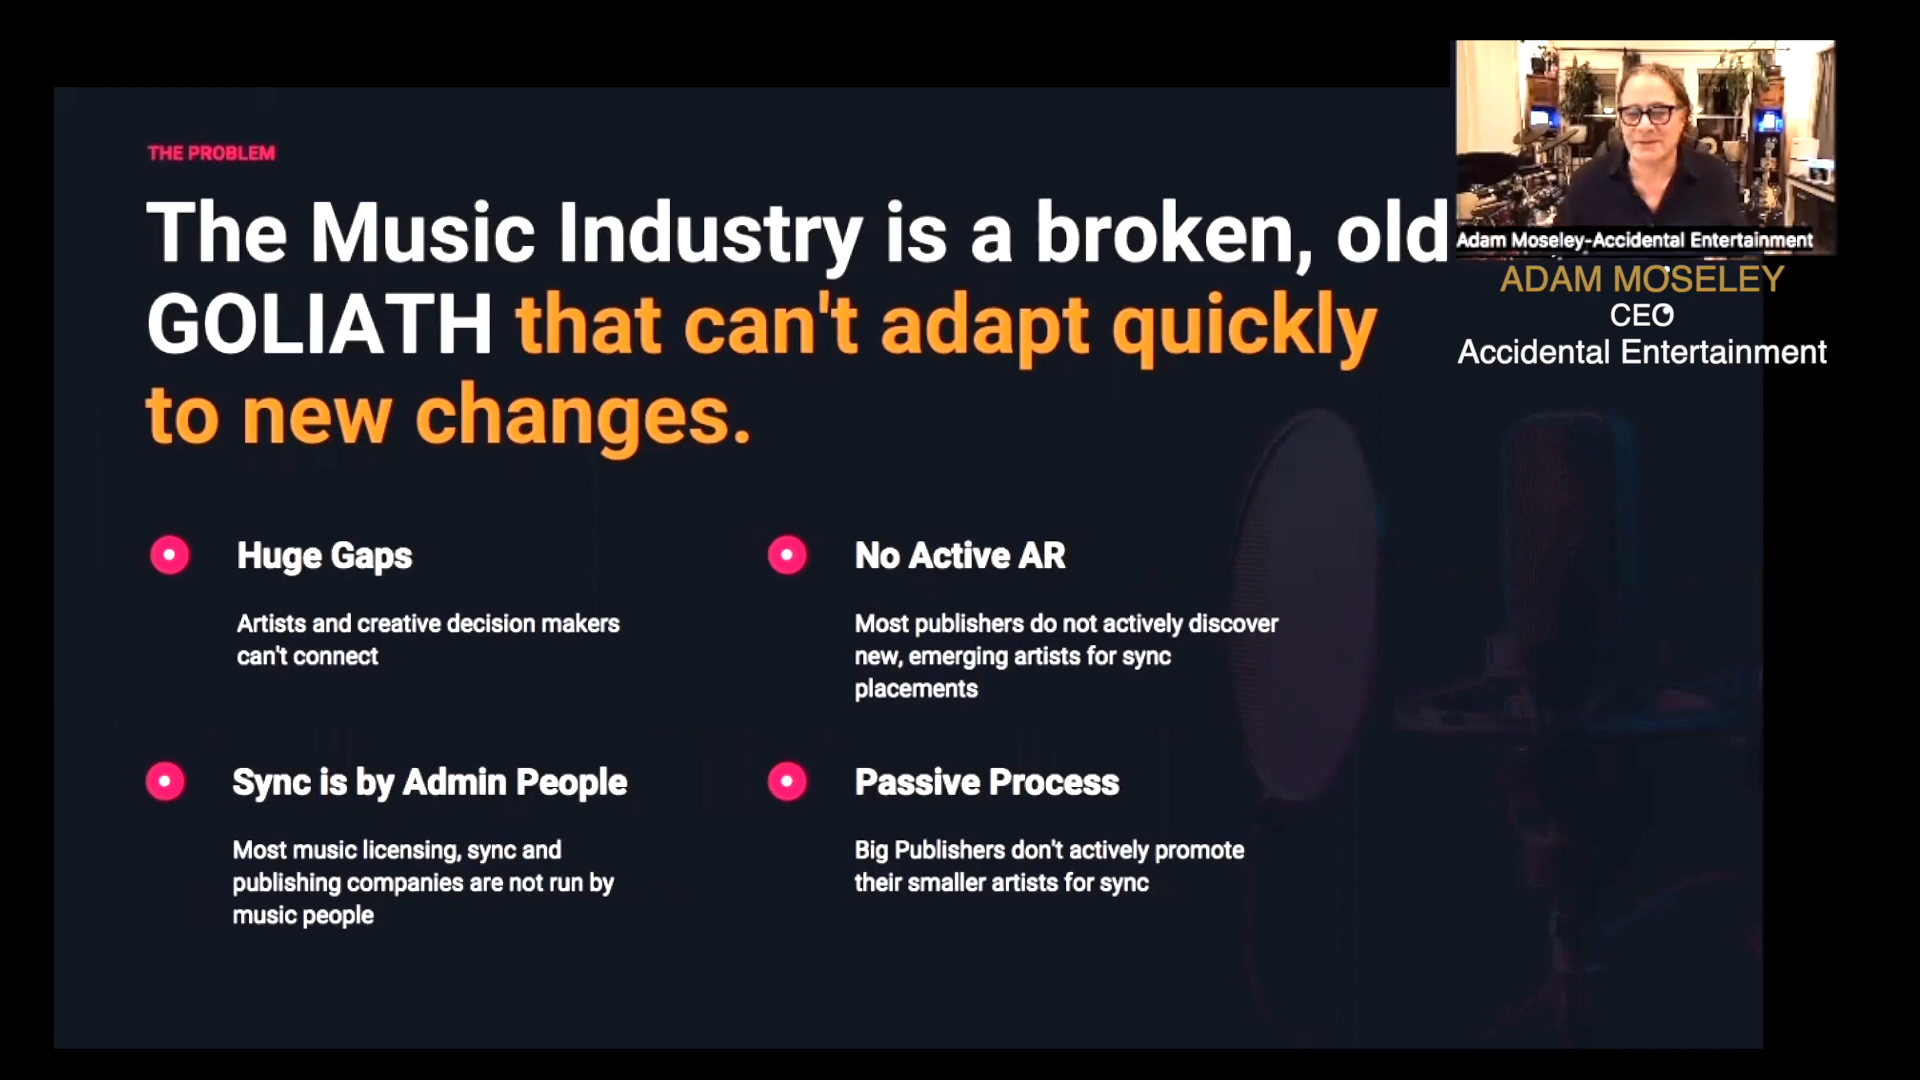 THE PROBLEM
The Music Industry is a broken, old
GOLIATH that can't adapt quickly
to new changes.
Huge Gaps
Artists and creative decision makers
can't connect
No Active AR
Most publishers do not actively discover
new, emerging artists for sync
placements
Sync is by Admin People
Most music licensing, sync and
publishing companies are not run by
music people
Passive Process
Big Publishers don't actively promote
their smaller artists for sync
Adam Moseley-Accidental Entertainment
ADAM MOSELEY
CEO
Accidental Entertainment